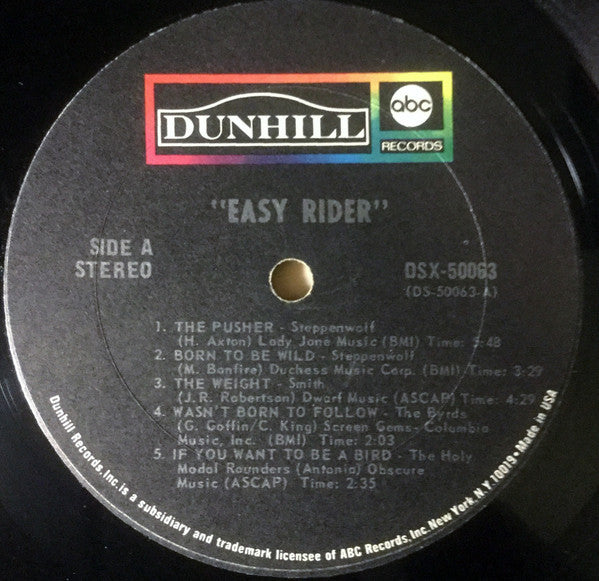 DUNHILL
abc
RECORDS
"EASY RIDER"
SIDE A
STEREO
DSX-50063
(DS-50063-A)
1. THE PUSHER - Steppenwolf
(H. Axton) Lady Jane Music (BMI) Time: 5:48
2. BORN TO BE WILD - Steppenwolf
(M. Bonfire) Duchess Music Corp. (BMI) Time: 3:29
3. THE WEIGHT - Smith
(J.R. Robertson) Dwarf Music (ASCAP) Time: 4:29
4. WASN'T BORN TO FOLLOW - The Byrds
(G. Goffin/C. King) Screen Gems - Columbia
Music, Inc. (BMI) Time: 2:03
5. IF YOU WANT TO BE A BIRD - The Holy
Modal Rounders (Antonia) Obscure
Music (ASCAP) Time: 2:35
Dunhill Records, Inc. is a subsidiary and trademark licensee of ABC Records, Inc. New York, N.Y. 10019 • Made in USA